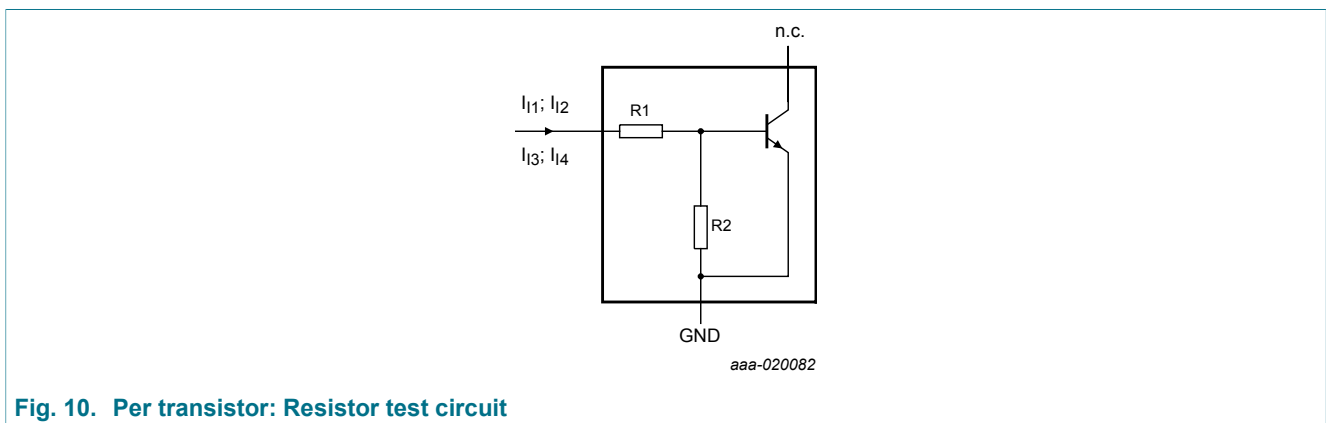 n.c.
I_I1; I_I2
R1
I_I3; I_I4
R2
GND
aaa-020082
Fig. 10. Per transistor: Resistor test circuit